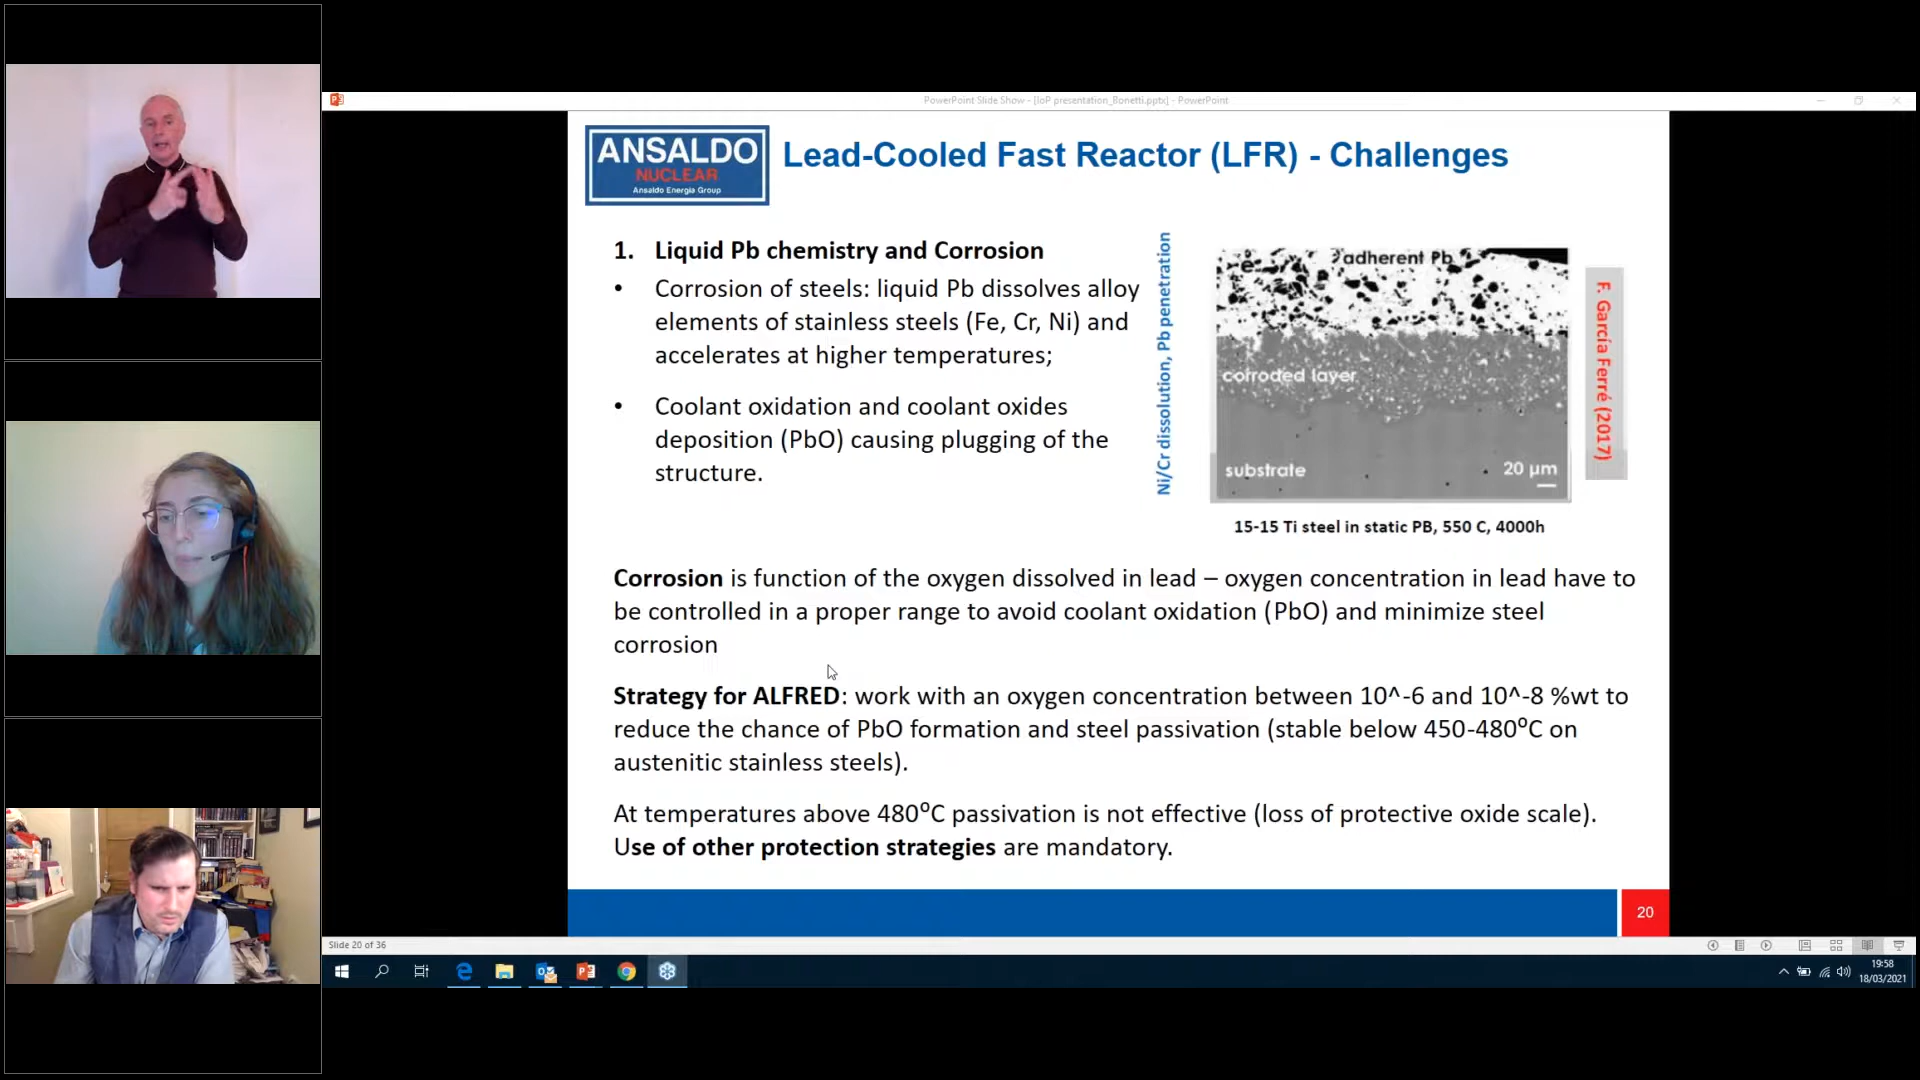 PowerPoint Slide Show - [IoP presentation_Bonetti.pptx] - PowerPoint
ANSALDO
NUCLEAR
Ansaldo Energia Group
Lead-Cooled Fast Reactor (LFR) - Challenges
1. Liquid Pb chemistry and Corrosion
• Corrosion of steels: liquid Pb dissolves alloy
elements of stainless steels (Fe, Cr, Ni) and
accelerates at higher temperatures;
• Coolant oxidation and coolant oxides
deposition (PbO) causing plugging of the
structure.
Ni/Cr dissolution, Pb penetration
e
adherent Pb
corroded layer
substrate
20 µm
F. García Ferré (2017)
15-15 Ti steel in static PB, 550 C, 4000h
Corrosion is function of the oxygen dissolved in lead – oxygen concentration in lead have to
be controlled in a proper range to avoid coolant oxidation (PbO) and minimize steel
corrosion
Strategy for ALFRED: work with an oxygen concentration between 10^-6 and 10^-8 %wt to
reduce the chance of PbO formation and steel passivation (stable below 450-480⁰C on
austenitic stainless steels).
At temperatures above 480⁰C passivation is not effective (loss of protective oxide scale).
Use of other protection strategies are mandatory.
20
Slide 20 of 36
19:58
18/03/2021